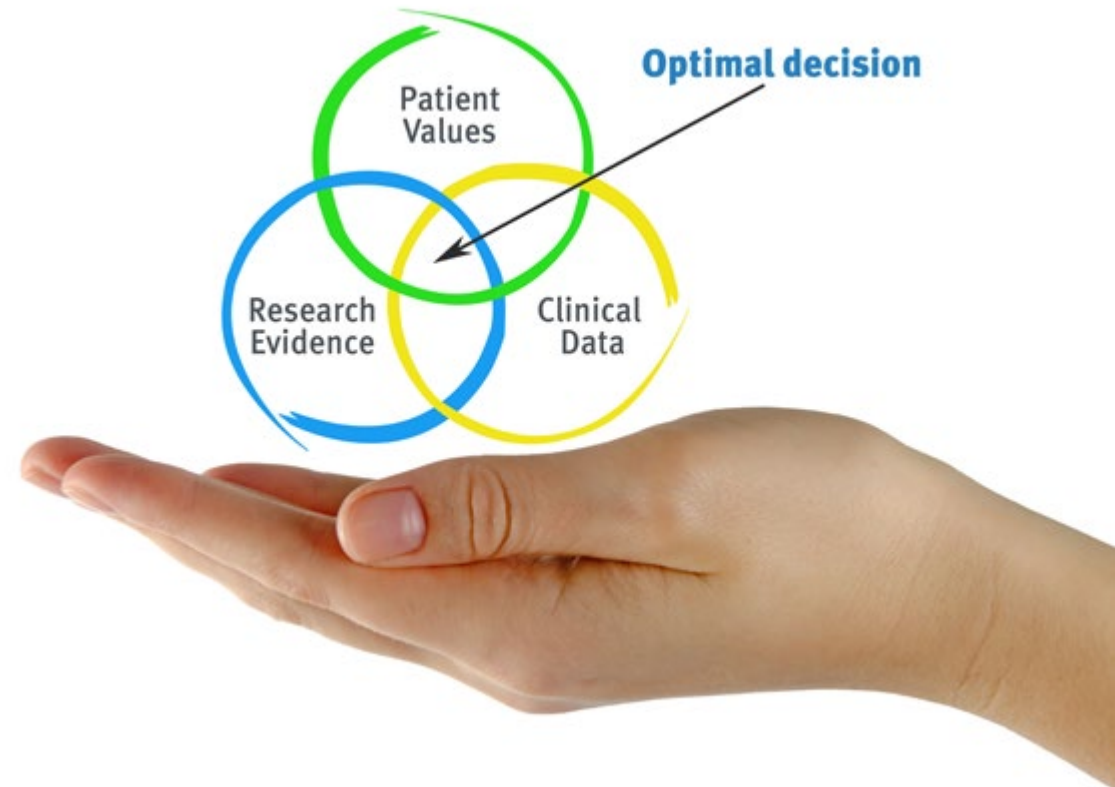 Optimal decision
Patient
Values
Research
Evidence
Clinical
Data